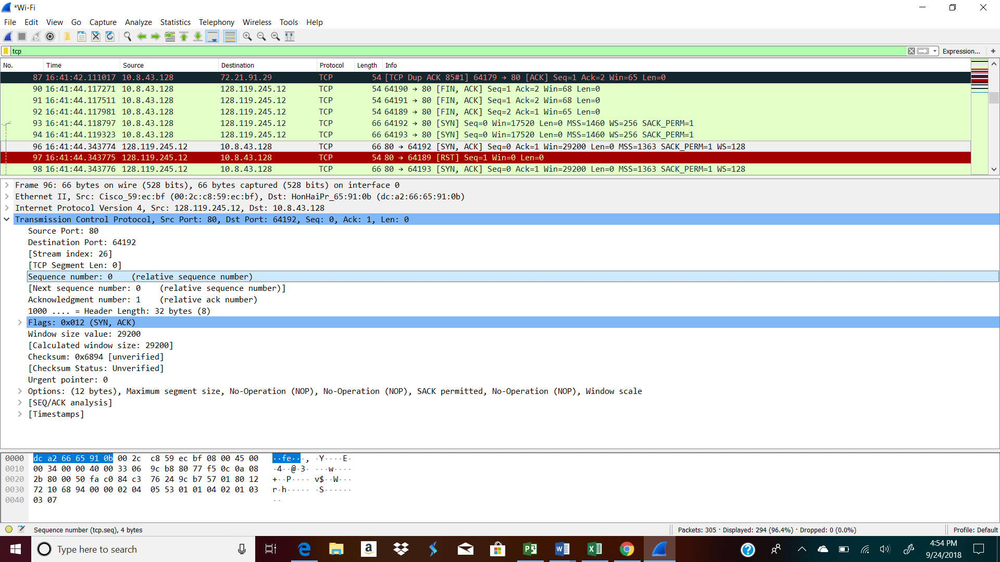 *Wi-Fi
File Edit View Go Capture Analyze Statistics Telephony Wireless Tools Help
tcp Expression... +
No. Time Source Destination Protocol Length Info
87 16:41:42.111017 10.8.43.128 72.21.91.29 TCP 54 [TCP Dup ACK 85#1] 64179 → 80 [ACK] Seq=1 Ack=2 Win=65 Len=0
90 16:41:44.117271 10.8.43.128 128.119.245.12 TCP 54 64190 → 80 [FIN, ACK] Seq=1 Ack=2 Win=68 Len=0
91 16:41:44.117511 10.8.43.128 128.119.245.12 TCP 54 64191 → 80 [FIN, ACK] Seq=1 Ack=2 Win=68 Len=0
92 16:41:44.117981 10.8.43.128 128.119.245.12 TCP 54 64189 → 80 [FIN, ACK] Seq=2 Ack=1 Win=65 Len=0
93 16:41:44.118797 10.8.43.128 128.119.245.12 TCP 66 64192 → 80 [SYN] Seq=0 Win=17520 Len=0 MSS=1460 WS=256 SACK_PERM=1
94 16:41:44.119323 10.8.43.128 128.119.245.12 TCP 66 64193 → 80 [SYN] Seq=0 Win=17520 Len=0 MSS=1460 WS=256 SACK_PERM=1
96 16:41:44.343774 128.119.245.12 10.8.43.128 TCP 66 80 → 64192 [SYN, ACK] Seq=0 Ack=1 Win=29200 Len=0 MSS=1363 SACK_PERM=1 WS=128
97 16:41:44.343775 128.119.245.12 10.8.43.128 TCP 54 80 → 64189 [RST] Seq=1 Win=0 Len=0
98 16:41:44.343776 128.119.245.12 10.8.43.128 TCP 66 80 → 64193 [SYN, ACK] Seq=0 Ack=1 Win=29200 Len=0 MSS=1363 SACK_PERM=1 WS=128
Frame 96: 66 bytes on wire (528 bits), 66 bytes captured (528 bits) on interface 0
Ethernet II, Src: Cisco_59:ec:bf (00:2c:c8:59:ec:bf), Dst: HonHaiPr_65:91:0b (dc:a2:66:65:91:0b)
Internet Protocol Version 4, Src: 128.119.245.12, Dst: 10.8.43.128
Transmission Control Protocol, Src Port: 80, Dst Port: 64192, Seq: 0, Ack: 1, Len: 0
Source Port: 80
Destination Port: 64192
[Stream index: 26]
[TCP Segment Len: 0]
Sequence number: 0 (relative sequence number)
[Next sequence number: 0 (relative sequence number)]
Acknowledgment number: 1 (relative ack number)
1000 .... = Header Length: 32 bytes (8)
Flags: 0x012 (SYN, ACK)
Window size value: 29200
[Calculated window size: 29200]
Checksum: 0x6894 [unverified]
[Checksum Status: Unverified]
Urgent pointer: 0
Options: (12 bytes), Maximum segment size, No-Operation (NOP), No-Operation (NOP), SACK permitted, No-Operation (NOP), Window scale
[SEQ/ACK analysis]
[Timestamps]
0000 dc a2 66 65 91 0b 00 2c c8 59 ec bf 08 00 45 00 ··fe··, ·Y····E·
0010 00 34 00 00 40 00 33 06 9c b8 80 77 f5 0c 0a 08 ·4··@·3· ···w····
0020 2b 80 00 50 fa c0 84 c3 76 24 9c b7 57 01 80 12 +··P···· v$··W···
0030 72 10 68 94 00 00 02 04 05 53 01 01 04 02 01 03 r·h····· ·S······
0040 03 07 ··
Sequence number (tcp.seq), 4 bytes Packets: 305 · Displayed: 294 (96.4%) · Dropped: 0 (0.0%) Profile: Default
Type here to search
4:54 PM
9/24/2018